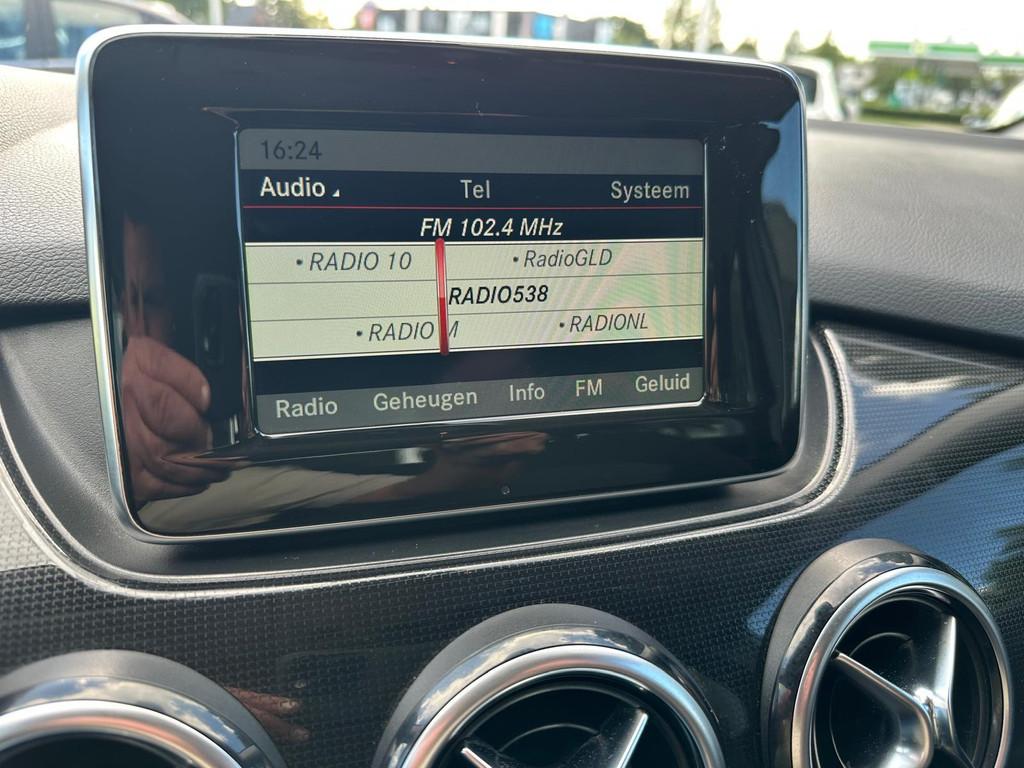 16:24
Audio Tel Systeem
FM 102.4 MHz
• RADIO 10 • RadioGLD
RADIO538
• RADIO M • RADIONL
Radio Geheugen Info FM Geluid